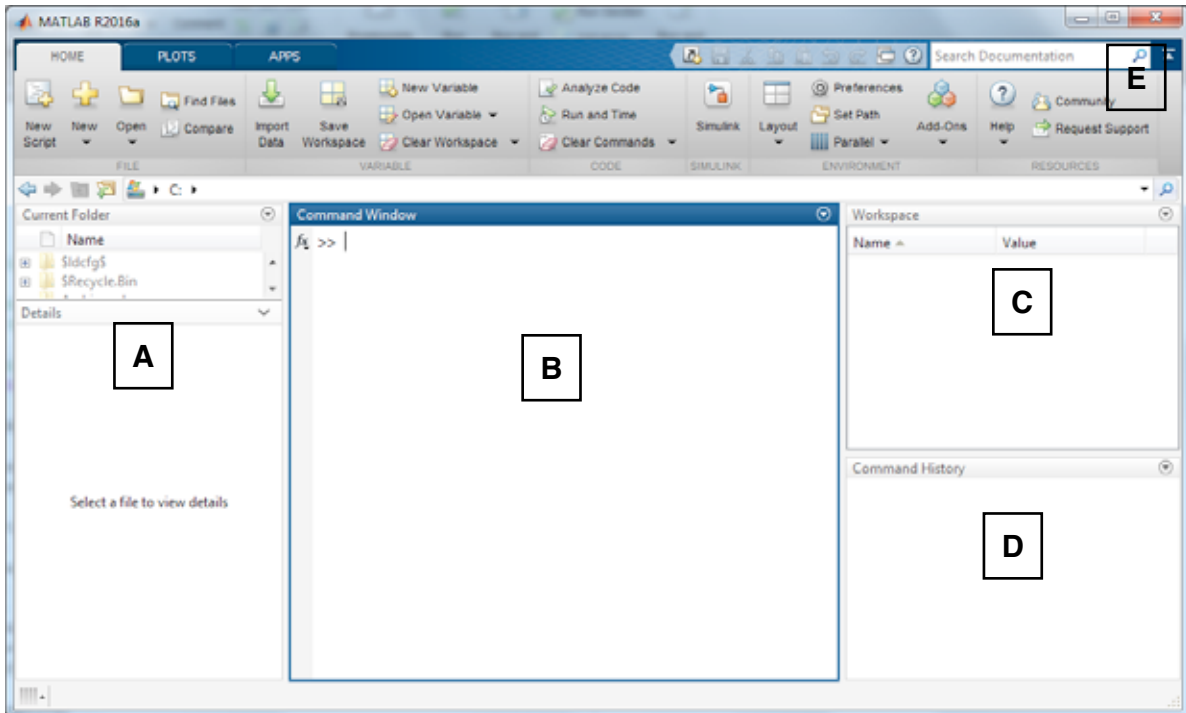 MATLAB R2016a
HOME PLOTS APPS Search Documentation
E
New Script
New
Open
Find Files
Compare
Import Data
Save Workspace
New Variable
Open Variable
Clear Workspace
Analyze Code
Run and Time
Clear Commands
Simulink
Layout
Preferences
Set Path
Parallel
Add-Ons
Help
Community
Request Support
FILE VARIABLE CODE SIMULINK ENVIRONMENT RESOURCES
C:
Current Folder
Name
$ldcfg$
$Recycle.Bin
Details
A
Select a file to view details
Command Window
fx >>
B
Workspace
Name Value
C
Command History
D